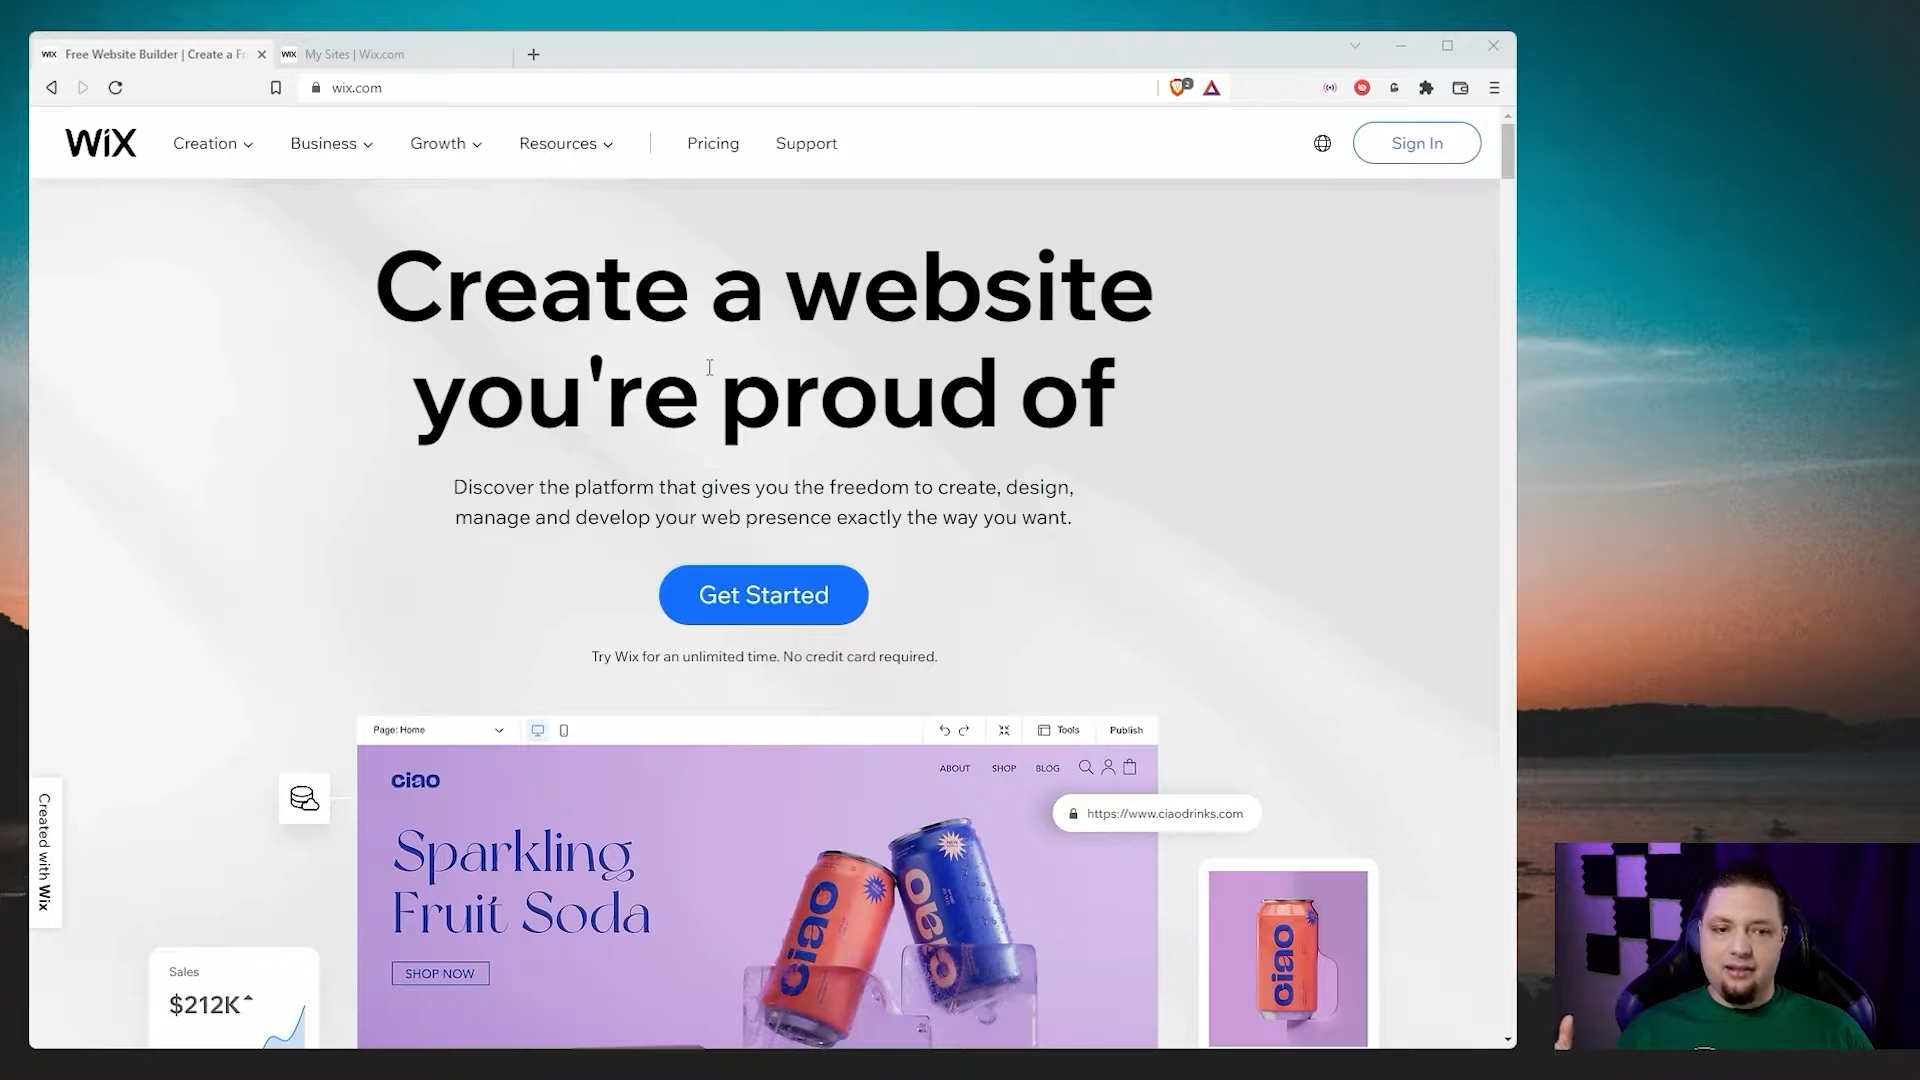 WIX Free Website Builder | Create a Fr
WIX My Sites | Wix.com
wix.com
2
WiX
Creation
Business
Growth
Resources
Pricing
Support
Sign In
Create a website
you're proud of
Discover the platform that gives you the freedom to create, design,
manage and develop your web presence exactly the way you want.
Get Started
Try Wix for an unlimited time. No credit card required.
Page: Home
Tools
Publish
ciao
ABOUT
SHOP
BLOG
https://www.ciaodrinks.com
Sparkling
Fruit Soda
SHOP NOW
ciao
ciao
ciao
Created with Wix
Sales
$212K